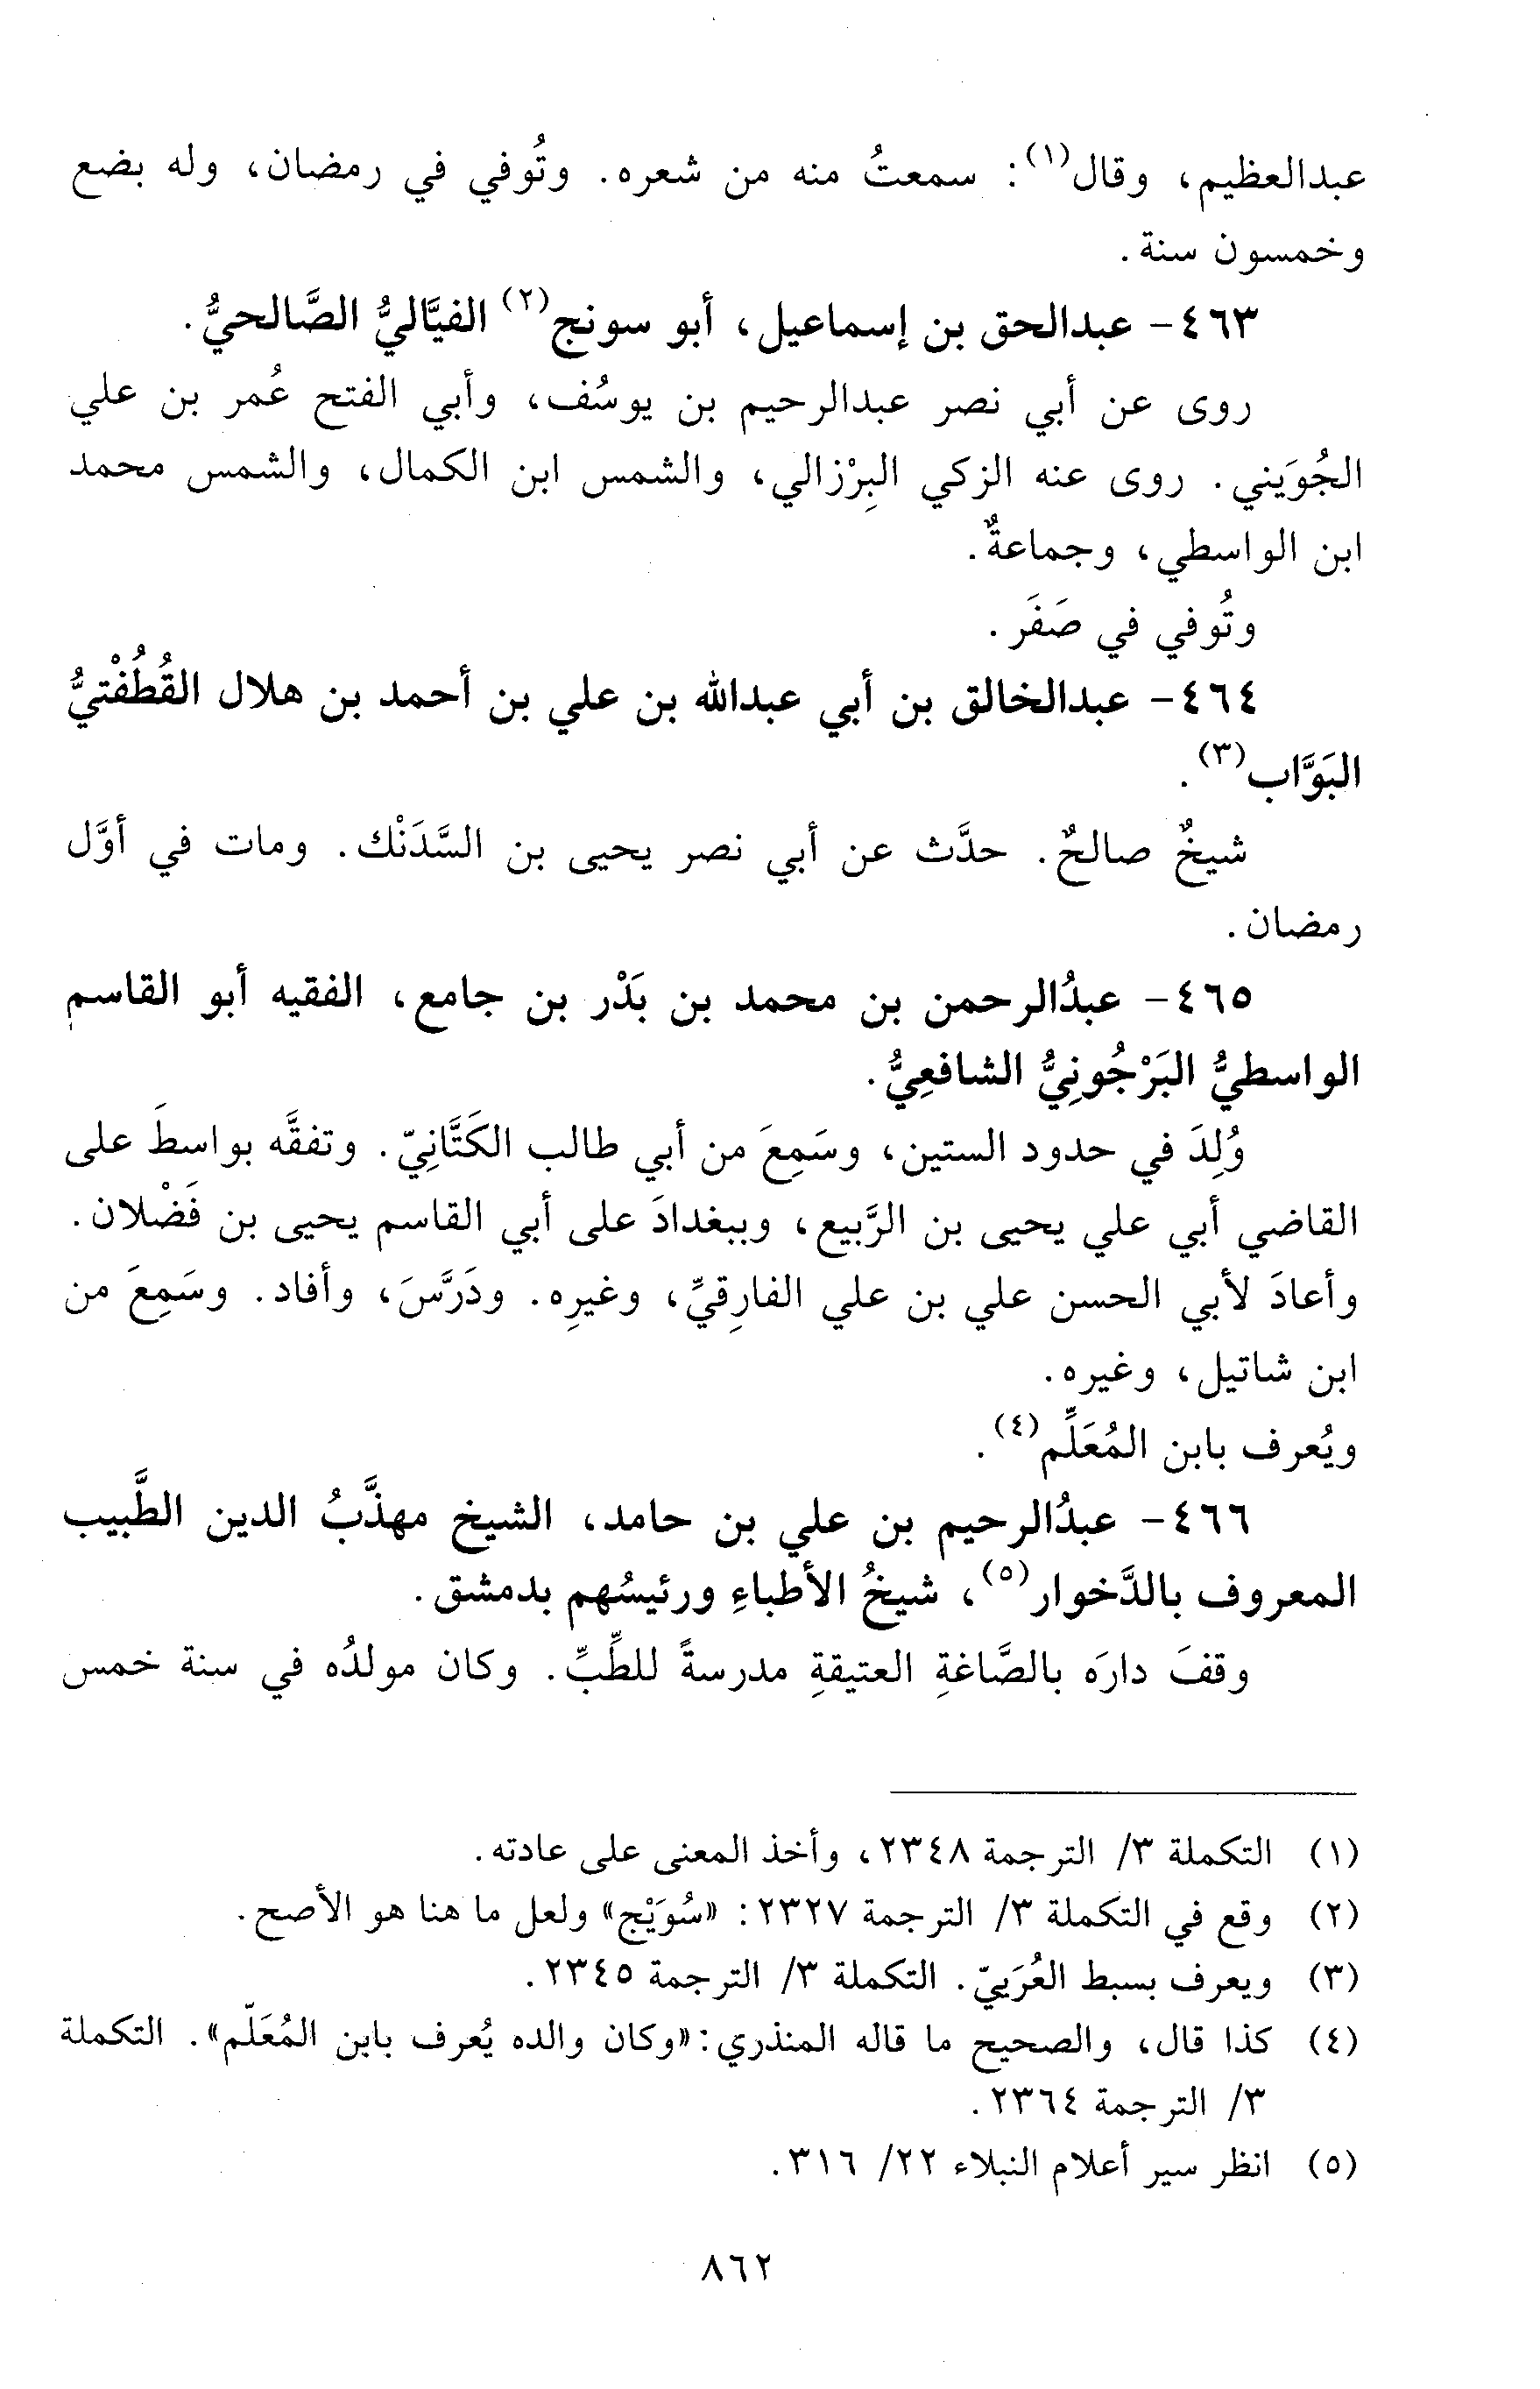 عبدالعظيم، وقال(١): سمعتُ منه من شعره. وتُوفي في رمضان، وله بضع
وخمسون سنة.
٤٦٣- عبدالحق بن إسماعيل، أبو سونج(٢) الفيَّاليُّ الصَّالحيُّ.
روى عن أبي نصر عبدالرحيم بن يوسُف، وأبي الفتح عُمر بن علي
الجُوَيني. روى عنه الزكي البِرْزالي، والشمس ابن الكمال، والشمس محمد
ابن الواسطي، وجماعةٌ.
وتُوفي في صَفَر.
٤٦٤- عبدالخالق بن أبي عبدالله بن علي بن أحمد بن هلال القُطُفْتيُّ
البَوَّاب(٣).
شيخٌ صالحٌ. حدَّث عن أبي نصر يحيى بن السَّدَنْك. ومات في أوَّل
رمضان.
٤٦٥- عبدُالرحمن بن محمد بن بَدْر بن جامع، الفقيه أبو القاسم
الواسطيُّ البَرْجُونِيُّ الشافعِيُّ.
وُلِدَ في حدود الستين، وسَمِعَ من أبي طالب الكَتَّانِيّ. وتفقَّه بواسطَ على
القاضي أبي علي يحيى بن الرَّبيع، وببغدادَ على أبي القاسم يحيى بن فَضْلان.
وأعادَ لأبي الحسن علي بن علي الفارِقيِّ، وغيرِه. ودَرَّسَ، وأفاد. وسَمِعَ من
ابن شاتيل، وغيره.
ويُعرف بابن المُعَلِّم(٤).
٤٦٦- عبدُالرحيم بن علي بن حامد، الشيخ مهذَّبُ الدين الطَّبيب
المعروف بالدَّخوار(٥)، شيخُ الأطباءِ ورئيسُهم بدمشق.
وقفَ دارَه بالصَّاغةِ العتيقةِ مدرسةً للطِّبِّ. وكان مولدُه في سنة خمس
(١) التكملة ٣/ الترجمة ٢٣٤٨، وأخذ المعنى على عادته.
(٢) وقع في التكملة ٣/ الترجمة ٢٣٢٧: «سُوَيْج» ولعل ما هنا هو الأصح.
(٣) ويعرف بسبط العُرَيبيّ. التكملة ٣/ الترجمة ٢٣٤٥.
(٤) كذا قال، والصحيح ما قاله المنذري: «وكان والده يُعرف بابن المُعَلّم». التكملة
٣/ الترجمة ٢٣٦٤.
(٥) انظر سير أعلام النبلاء ٢٢/ ٣١٦.
٨٦٢